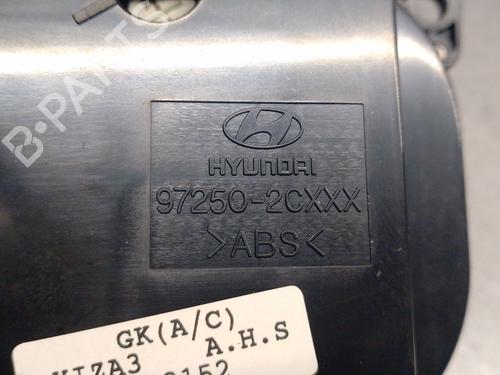 B-PARTS
HYUNDAI
97250-2CXXX
>ABS<
GK(A/C)
A.H.S